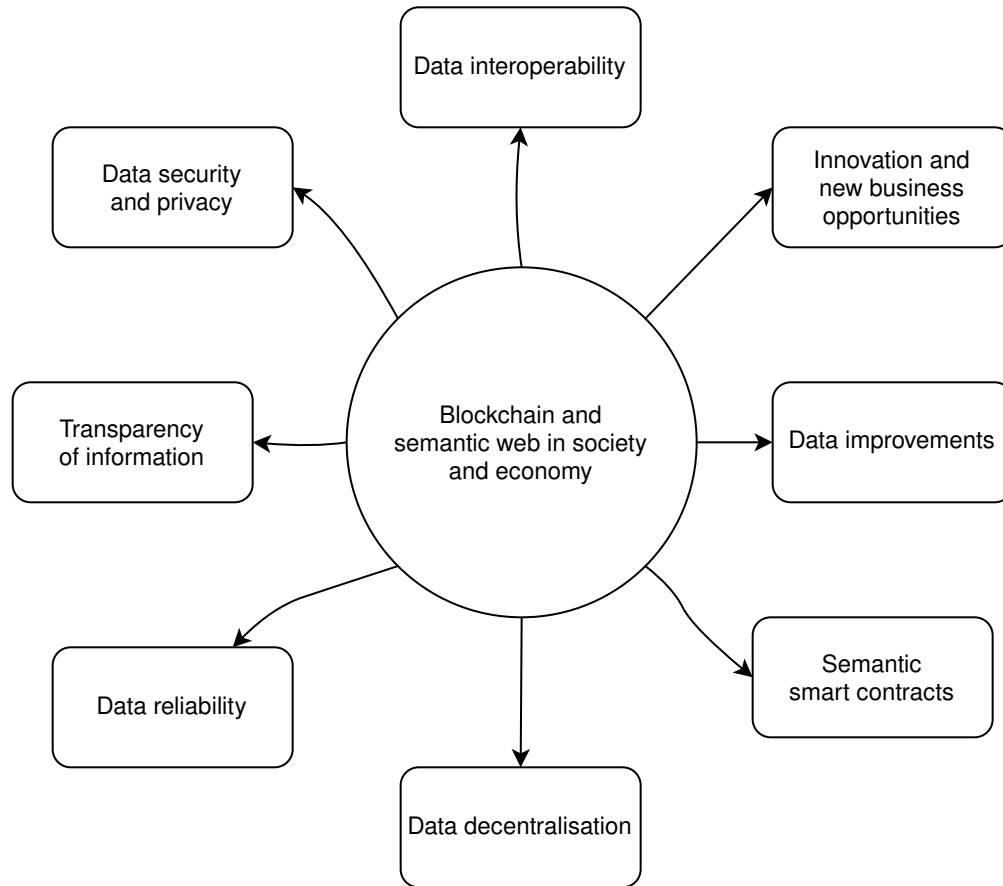 Data interoperability
Data security
and privacy
Innovation and
new business
opportunities
Transparency
of information
Blockchain and
semantic web in society
and economy
Data improvements
Data reliability
Semantic
smart contracts
Data decentralisation